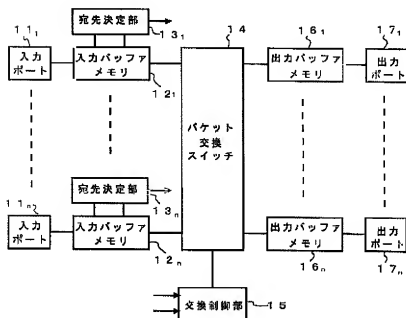 宛先決定部
11₁
13₁
14
16₁
17₁
入力
ポート
入力バッファ
メモリ
12₁
出力バッファ
メモリ
出力
ポート
パケット
交換
スイッチ
宛先決定部
11ₙ
13ₙ
入力
ポート
入力バッファ
メモリ
12ₙ
出力バッファ
メモリ
16ₙ
出力
ポート
17ₙ
交換制御部
15